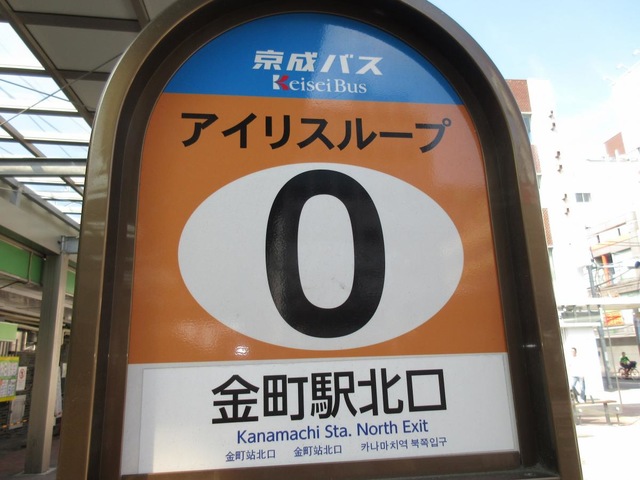 京成バス
KeiseiBus
アイリスループ
0
金町駅北口
Kanamachi Sta. North Exit
金町站北口 金町站北口 카나마치역 북쪽입구